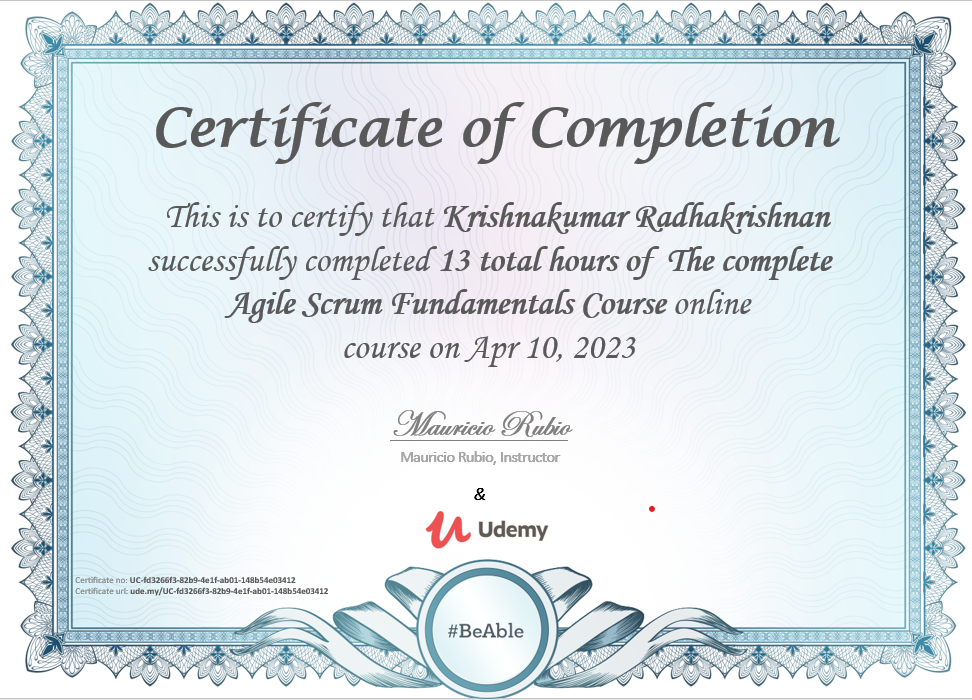 Certificate of Completion
This is to certify that Krishnakumar Radhakrishnan
successfully completed 13 total hours of The complete
Agile Scrum Fundamentals Course online
course on Apr 10, 2023
Mauricio Rubio
Mauricio Rubio, Instructor
&
Udemy
Certificate no: UC-fd3266f3-82b9-4e1f-ab01-148b54e03412
Certificate url: ude.my/UC-fd3266f3-82b9-4e1f-ab01-148b54e03412
#BeAble